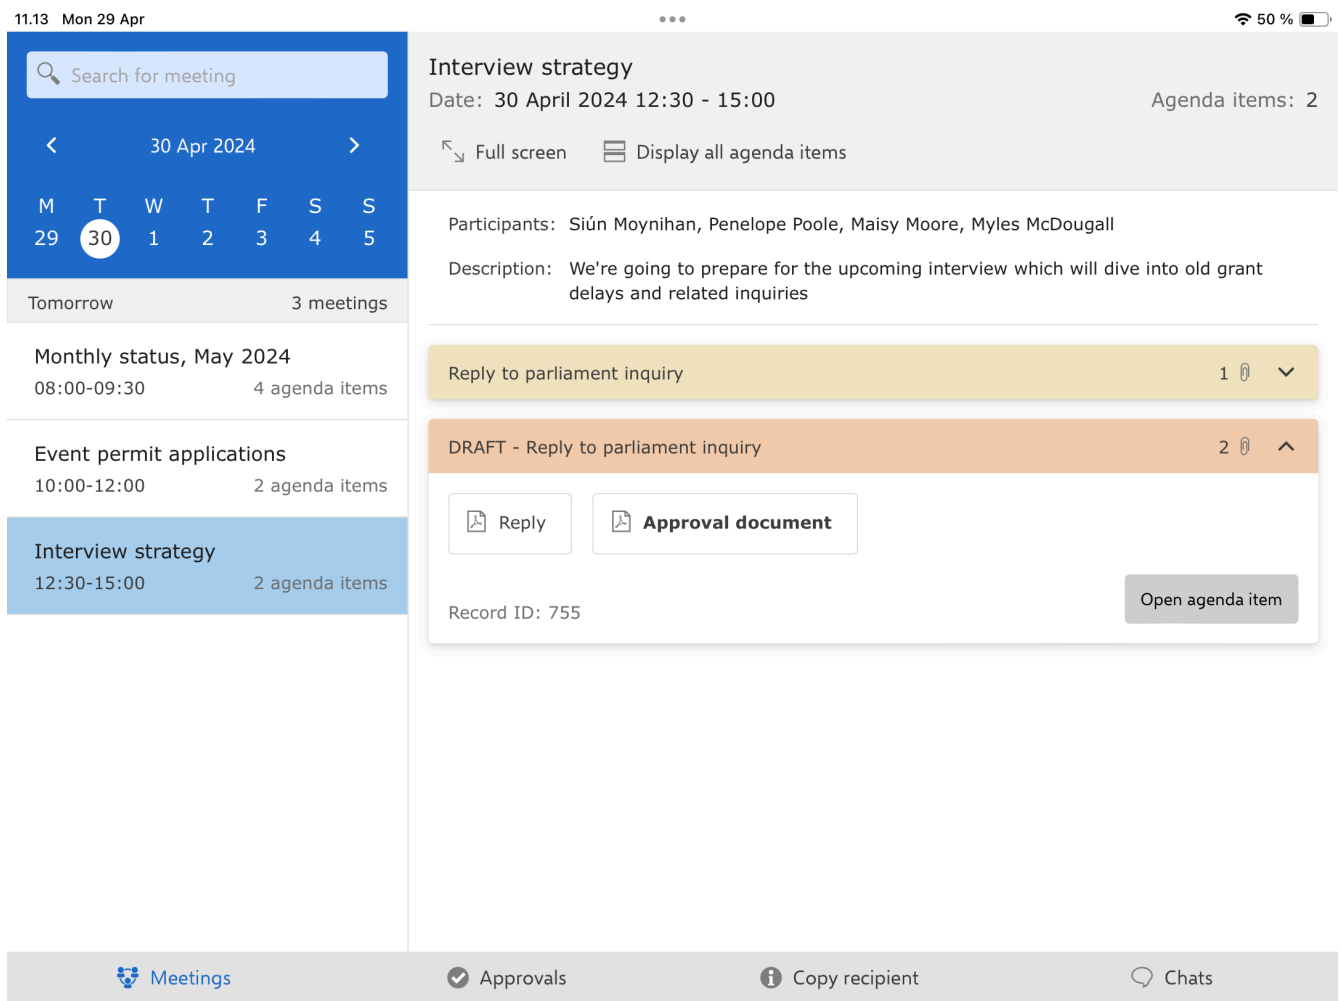 11.13 Mon 29 Apr
50 %
Search for meeting
30 Apr 2024
M T W T F S S
29 30 1 2 3 4 5
Tomorrow 3 meetings
Monthly status, May 2024
08:00-09:30 4 agenda items
Event permit applications
10:00-12:00 2 agenda items
Interview strategy
12:30-15:00 2 agenda items
Interview strategy
Date: 30 April 2024 12:30 - 15:00 Agenda items: 2
Full screen Display all agenda items
Participants: Siún Moynihan, Penelope Poole, Maisy Moore, Myles McDougall
Description: We're going to prepare for the upcoming interview which will dive into old grant
delays and related inquiries
Reply to parliament inquiry 1
DRAFT - Reply to parliament inquiry 2
Reply Approval document
Record ID: 755 Open agenda item
Meetings Approvals Copy recipient Chats